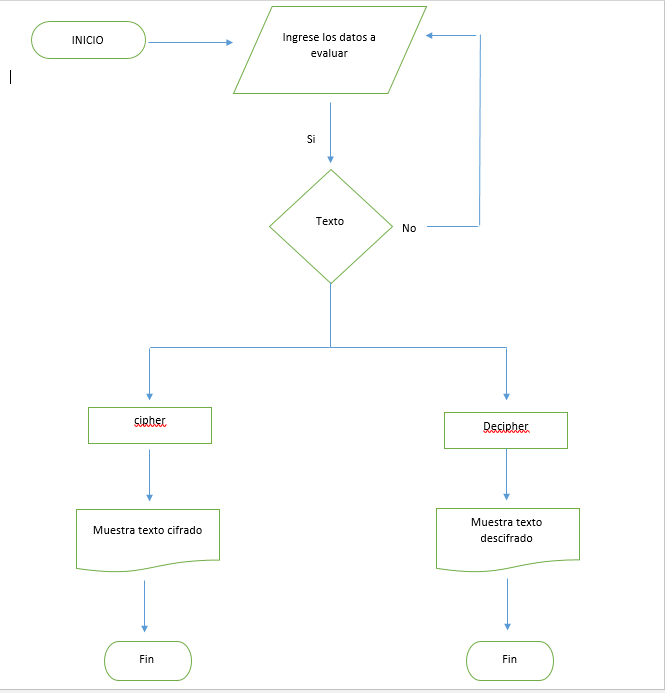 INICIO
Ingrese los datos a
evaluar
Si
Texto
No
cipher
Decipher
Muestra texto cifrado
Muestra texto
descifrado
Fin
Fin